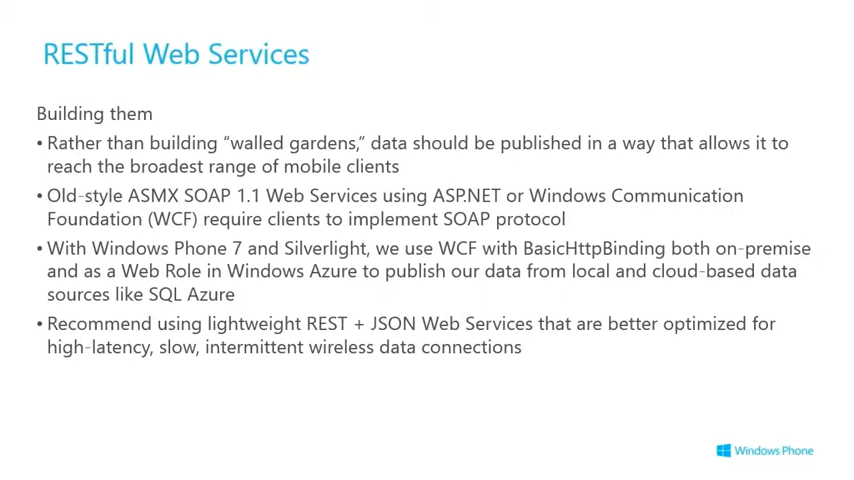 RESTful Web Services
Building them
• Rather than building “walled gardens,” data should be published in a way that allows it to
reach the broadest range of mobile clients
• Old-style ASMX SOAP 1.1 Web Services using ASP.NET or Windows Communication
Foundation (WCF) require clients to implement SOAP protocol
• With Windows Phone 7 and Silverlight, we use WCF with BasicHttpBinding both on-premise
and as a Web Role in Windows Azure to publish our data from local and cloud-based data
sources like SQL Azure
• Recommend using lightweight REST + JSON Web Services that are better optimized for
high-latency, slow, intermittent wireless data connections
Windows Phone